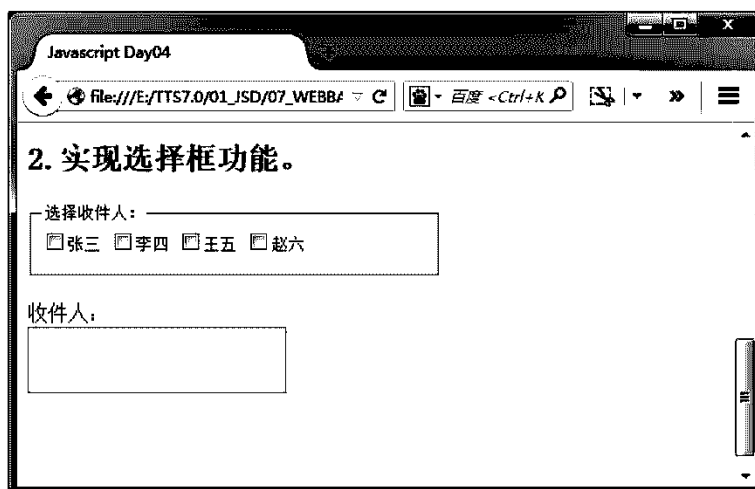 Javascript Day04
file:///E:/TTS7.0/01_JSD/07_WEBBA
百度 <Ctrl+K
2. 实现选择框功能。
选择收件人：
张三 李四 王五 赵六
收件人：